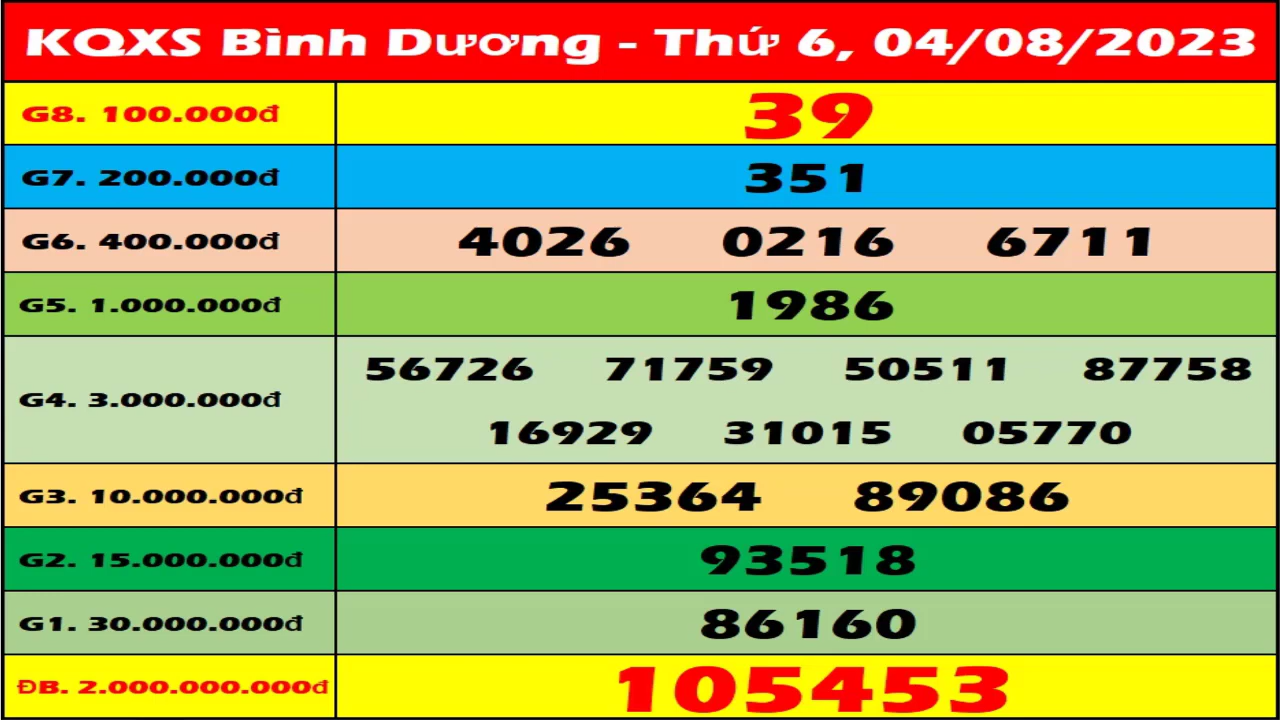 KQXS Bình Dương - Thứ 6, 04/08/2023
G8. 100.000đ 39
G7. 200.000đ 351
G6. 400.000đ 4026 0216 6711
G5. 1.000.000đ 1986
G4. 3.000.000đ 56726 71759 50511 87758
16929 31015 05770
G3. 10.000.000đ 25364 89086
G2. 15.000.000đ 93518
G1. 30.000.000đ 86160
ĐB. 2.000.000.000đ 105453